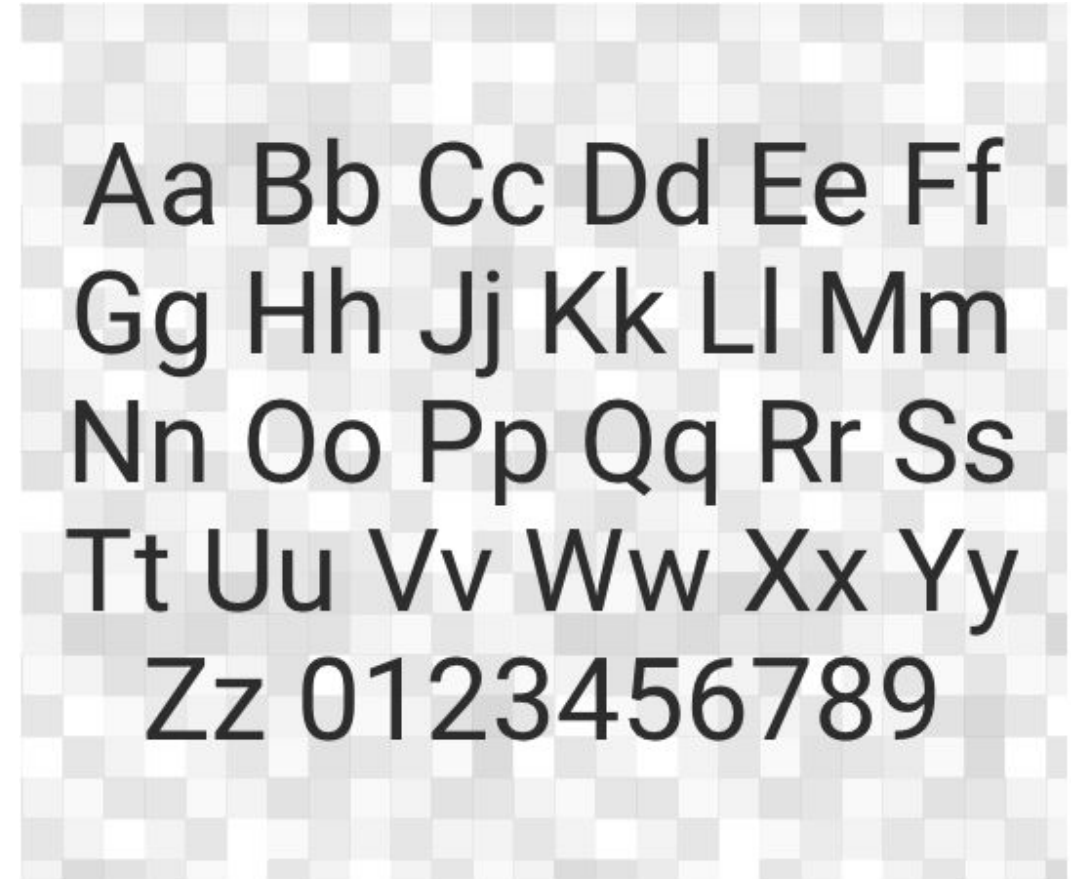 Aa Bb Cc Dd Ee Ff
Gg Hh Jj Kk Ll Mm
Nn Oo Pp Qq Rr Ss
Tt Uu Vv Ww Xx Yy
Zz 0123456789